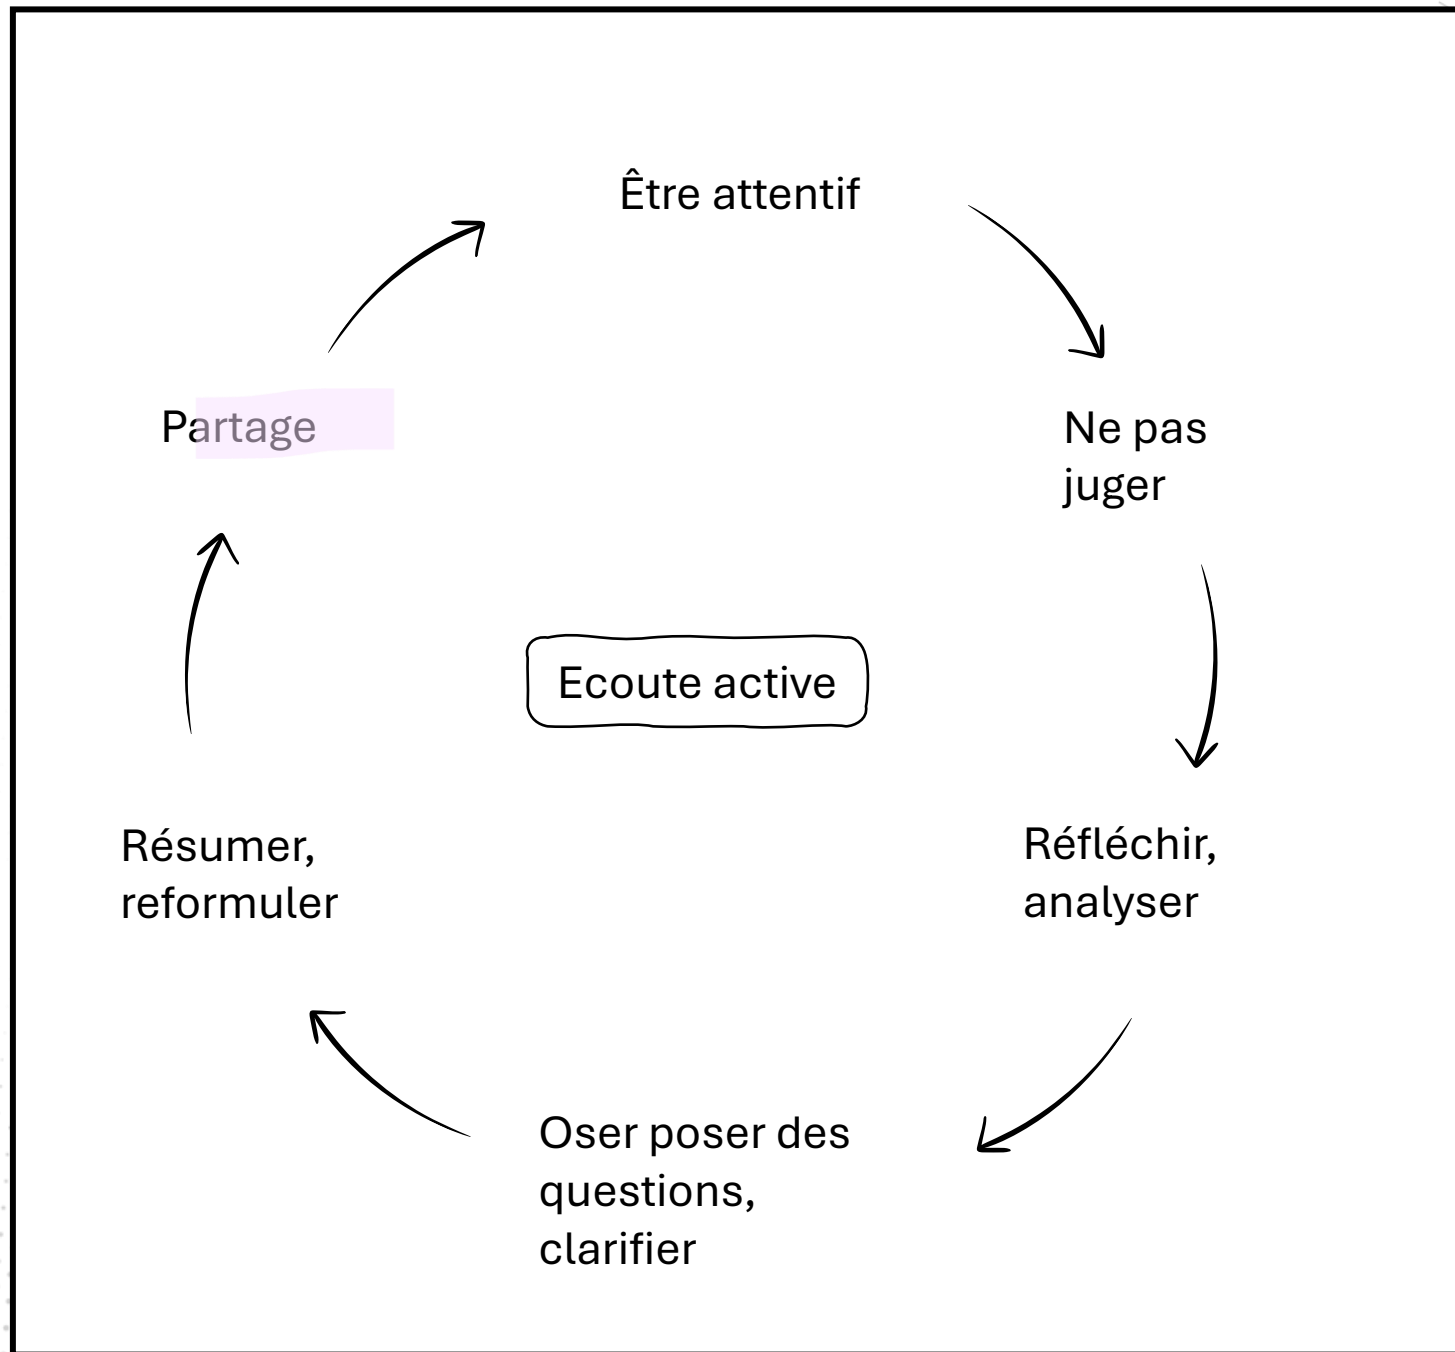 Être attentif
Ne pas
juger
Réfléchir,
analyser
Oser poser des
questions,
clarifier
Résumer,
reformuler
Partage
Ecoute active